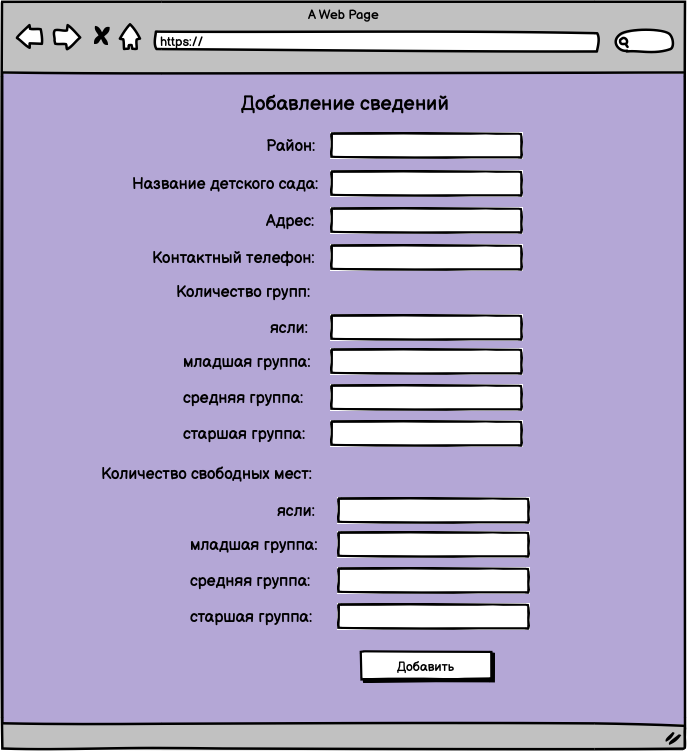 A Web Page
https://
Добавление сведений
Район:
Название детского сада:
Адрес:
Контактный телефон:
Количество групп:
ясли:
младшая группа:
средняя группа:
старшая группа:
Количество свободных мест:
ясли:
младшая группа:
средняя группа:
старшая группа:
Добавить